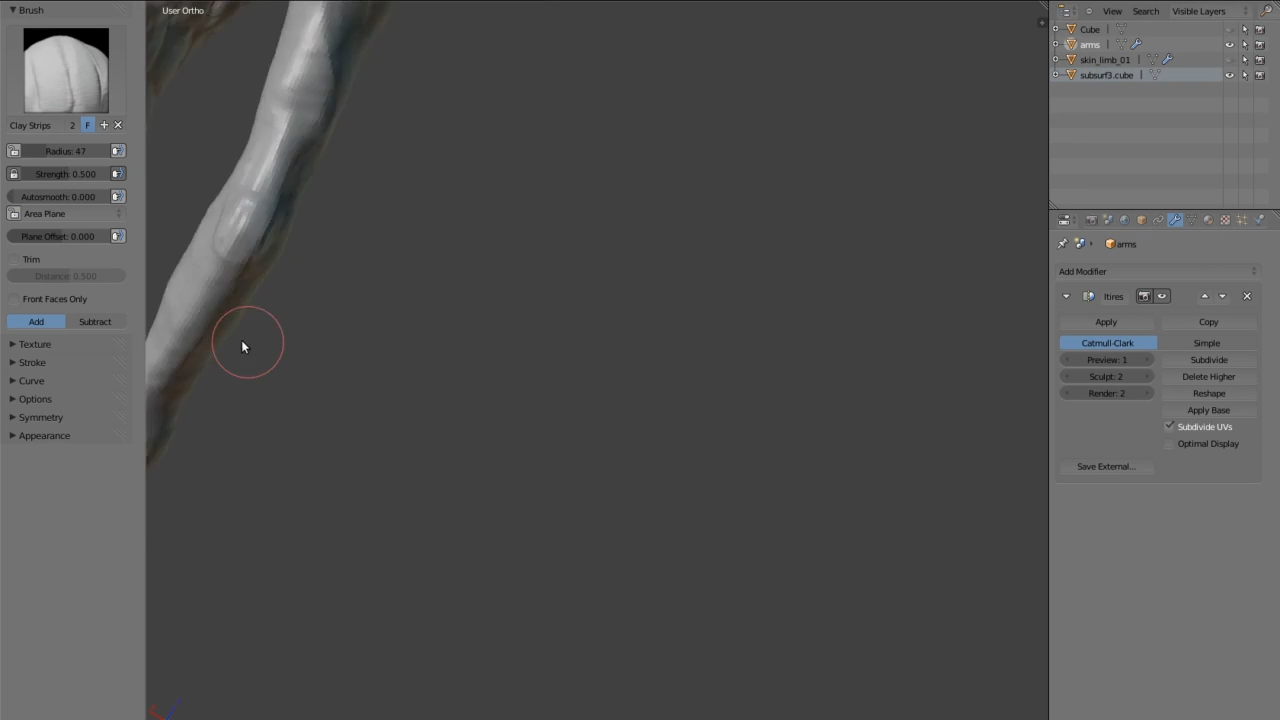 Brush
User Ortho
View Search Visible Layers
Cube
arms
skin_limb_01
subsurf3.cube
Clay Strips 2 F
Radius: 47
Strength: 0.500
Autosmooth: 0.000
Area Plane
Plane Offset: 0.000
Trim
Distance: 0.500
Front Faces Only
Add Subtract
Texture
Stroke
Curve
Options
Symmetry
Appearance
arms
Add Modifier
ltires
Apply Copy
Catmull-Clark Simple
Preview: 1 Subdivide
Sculpt: 2 Delete Higher
Render: 2 Reshape
Apply Base
Subdivide UVs
Optimal Display
Save External...